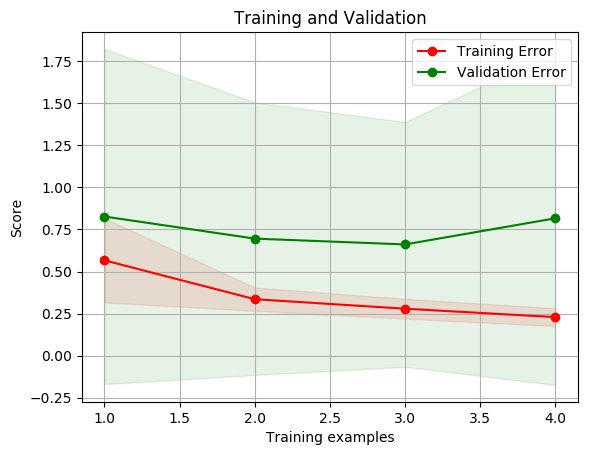 Training and Validation
Training Error
Validation Error
Score
1.75
1.50
1.25
1.00
0.75
0.50
0.25
0.00
−0.25
1.0 1.5 2.0 2.5 3.0 3.5 4.0
Training examples